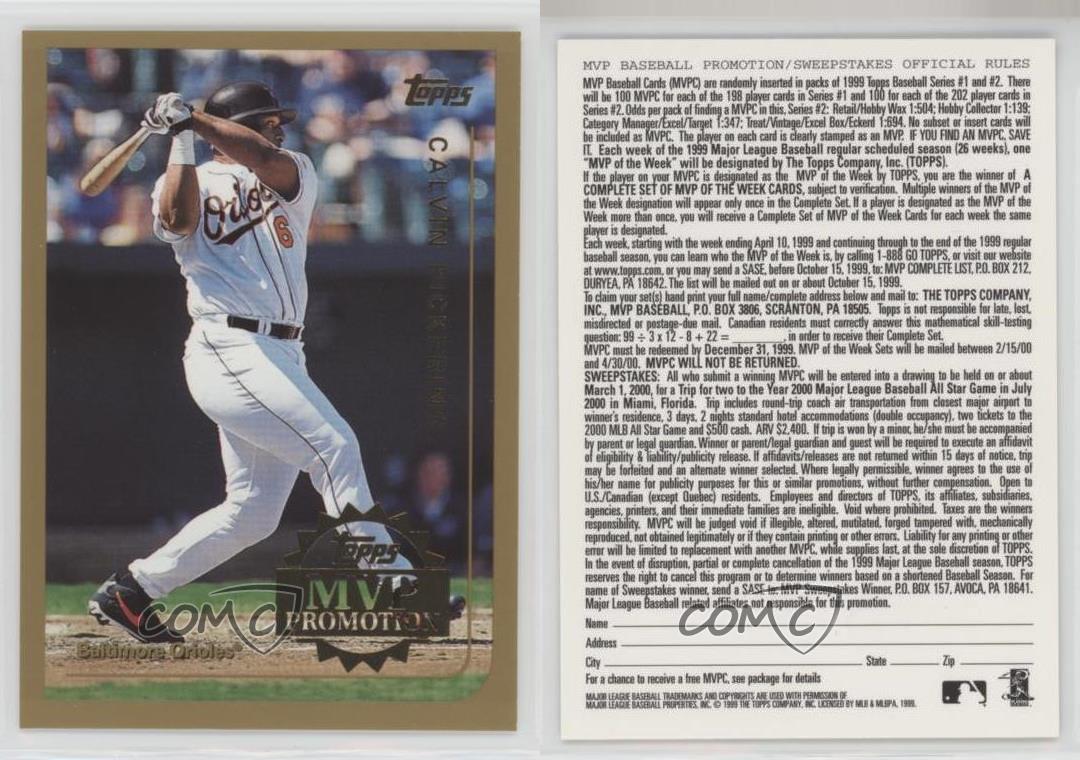 Topps
CALVIN PICKERING
Orioles
6
Topps
MVP
PROMOTION
Baltimore Orioles®
COMC
MVP BASEBALL PROMOTION/SWEEPSTAKES OFFICIAL RULES
MVP Baseball Cards (MVPC) are randomly inserted in packs of 1999 Topps Baseball Series #1 and #2. There
will be 100 MVPC for each of the 198 player cards in Series #1 and 100 for each of the 202 player cards in
Series #2. Odds per pack of finding a MVPC in this, Series #2: Retail/Hobby Wax 1:504; Hobby Collector 1:139;
Category Manager/Excel/Target 1:347; Treat/Vintage/Excel Box/Eckerd 1:694. No subset or insert cards will
be included as MVPC. The player on each card is clearly stamped as an MVP. IF YOU FIND AN MVPC, SAVE
IT. Each week of the 1999 Major League Baseball regular scheduled season (26 weeks), one
"MVP of the Week" will be designated by The Topps Company, Inc. (TOPPS).
If the player on your MVPC is designated as the MVP of the Week by TOPPS, you are the winner of A
COMPLETE SET OF MVP OF THE WEEK CARDS, subject to verification. Multiple winners of the MVP of
the Week designation will appear only once in the Complete Set. If a player is designated as the MVP of the
Week more than once, you will receive a Complete Set of MVP of the Week Cards for each week the same
player is designated.
Each week, starting with the week ending April 10, 1999 and continuing through to the end of the 1999 regular
baseball season, you can learn who the MVP of the Week is, by calling 1-888 GO TOPPS, or visit our website
at www.topps.com, or you may send a SASE, before October 15, 1999, to: MVP COMPLETE LIST, P.O. BOX 212,
DURYEA, PA 18642. The list will be mailed out on or about October 15, 1999.
To claim your set(s) hand print your full name/complete address below and mail to: THE TOPPS COMPANY,
INC., MVP BASEBALL, P.O. BOX 3806, SCRANTON, PA 18505. Topps is not responsible for late, lost,
misdirected or postage-due mail. Canadian residents must correctly answer this mathematical skill-testing
question: 99 ÷ 3 x 12 - 8 + 22 = ________, in order to receive their Complete Set.
MVPC must be redeemed by December 31, 1999. MVP of the Week Sets will be mailed between 2/15/00
and 4/30/00. MVPC WILL NOT BE RETURNED.
SWEEPSTAKES: All who submit a winning MVPC will be entered into a drawing to be held on or about
March 1, 2000, for a Trip for two to the Year 2000 Major League Baseball All Star Game in July
2000 in Miami, Florida. Trip includes round-trip coach air transportation from closest major airport to
winner's residence, 3 days, 2 nights standard hotel accommodations (double occupancy), two tickets to the
2000 MLB All Star Game and $500 cash. ARV $2,400. If trip is won by a minor, he/she must be accompanied
by parent or legal guardian. Winner or parent/legal guardian and guest will be required to execute an affidavit
of eligibility & liability/publicity release. If affidavits/releases are not returned within 15 days of notice, trip
may be forfeited and an alternate winner selected. Where legally permissible, winner agrees to the use of
his/her name for publicity purposes for this or similar promotions, without further compensation. Open to
U.S./Canadian (except Quebec) residents. Employees and directors of TOPPS, its affiliates, subsidiaries,
agencies, printers, and their immediate families are ineligible. Void where prohibited. Taxes are the winners
responsibility. MVPC will be judged void if illegible, altered, mutilated, forged tampered with, mechanically
reproduced, not obtained legitimately or if they contain printing or other errors. Liability for any printing or other
error will be limited to replacement with another MVPC, while supplies last, at the sole discretion of TOPPS.
In the event of disruption, partial or complete cancellation of the 1999 Major League Baseball season, TOPPS
reserves the right to cancel this program or to determine winners based on a shortened Baseball Season. For
name of Sweepstakes winner, send a SASE to: MVP Sweepstakes Winner, P.O. BOX 157, AVOCA, PA 18641.
Major League Baseball related affiliates not responsible for this promotion.
Name
Address
City State Zip
For a chance to receive a free MVPC, see package for details
MAJOR LEAGUE BASEBALL TRADEMARKS AND COPYRIGHTS ARE USED WITH PERMISSION OF
MAJOR LEAGUE BASEBALL PROPERTIES, INC. © 1999 THE TOPPS COMPANY, INC. LICENSED BY MLB & MLBPA, 1999.
COMC